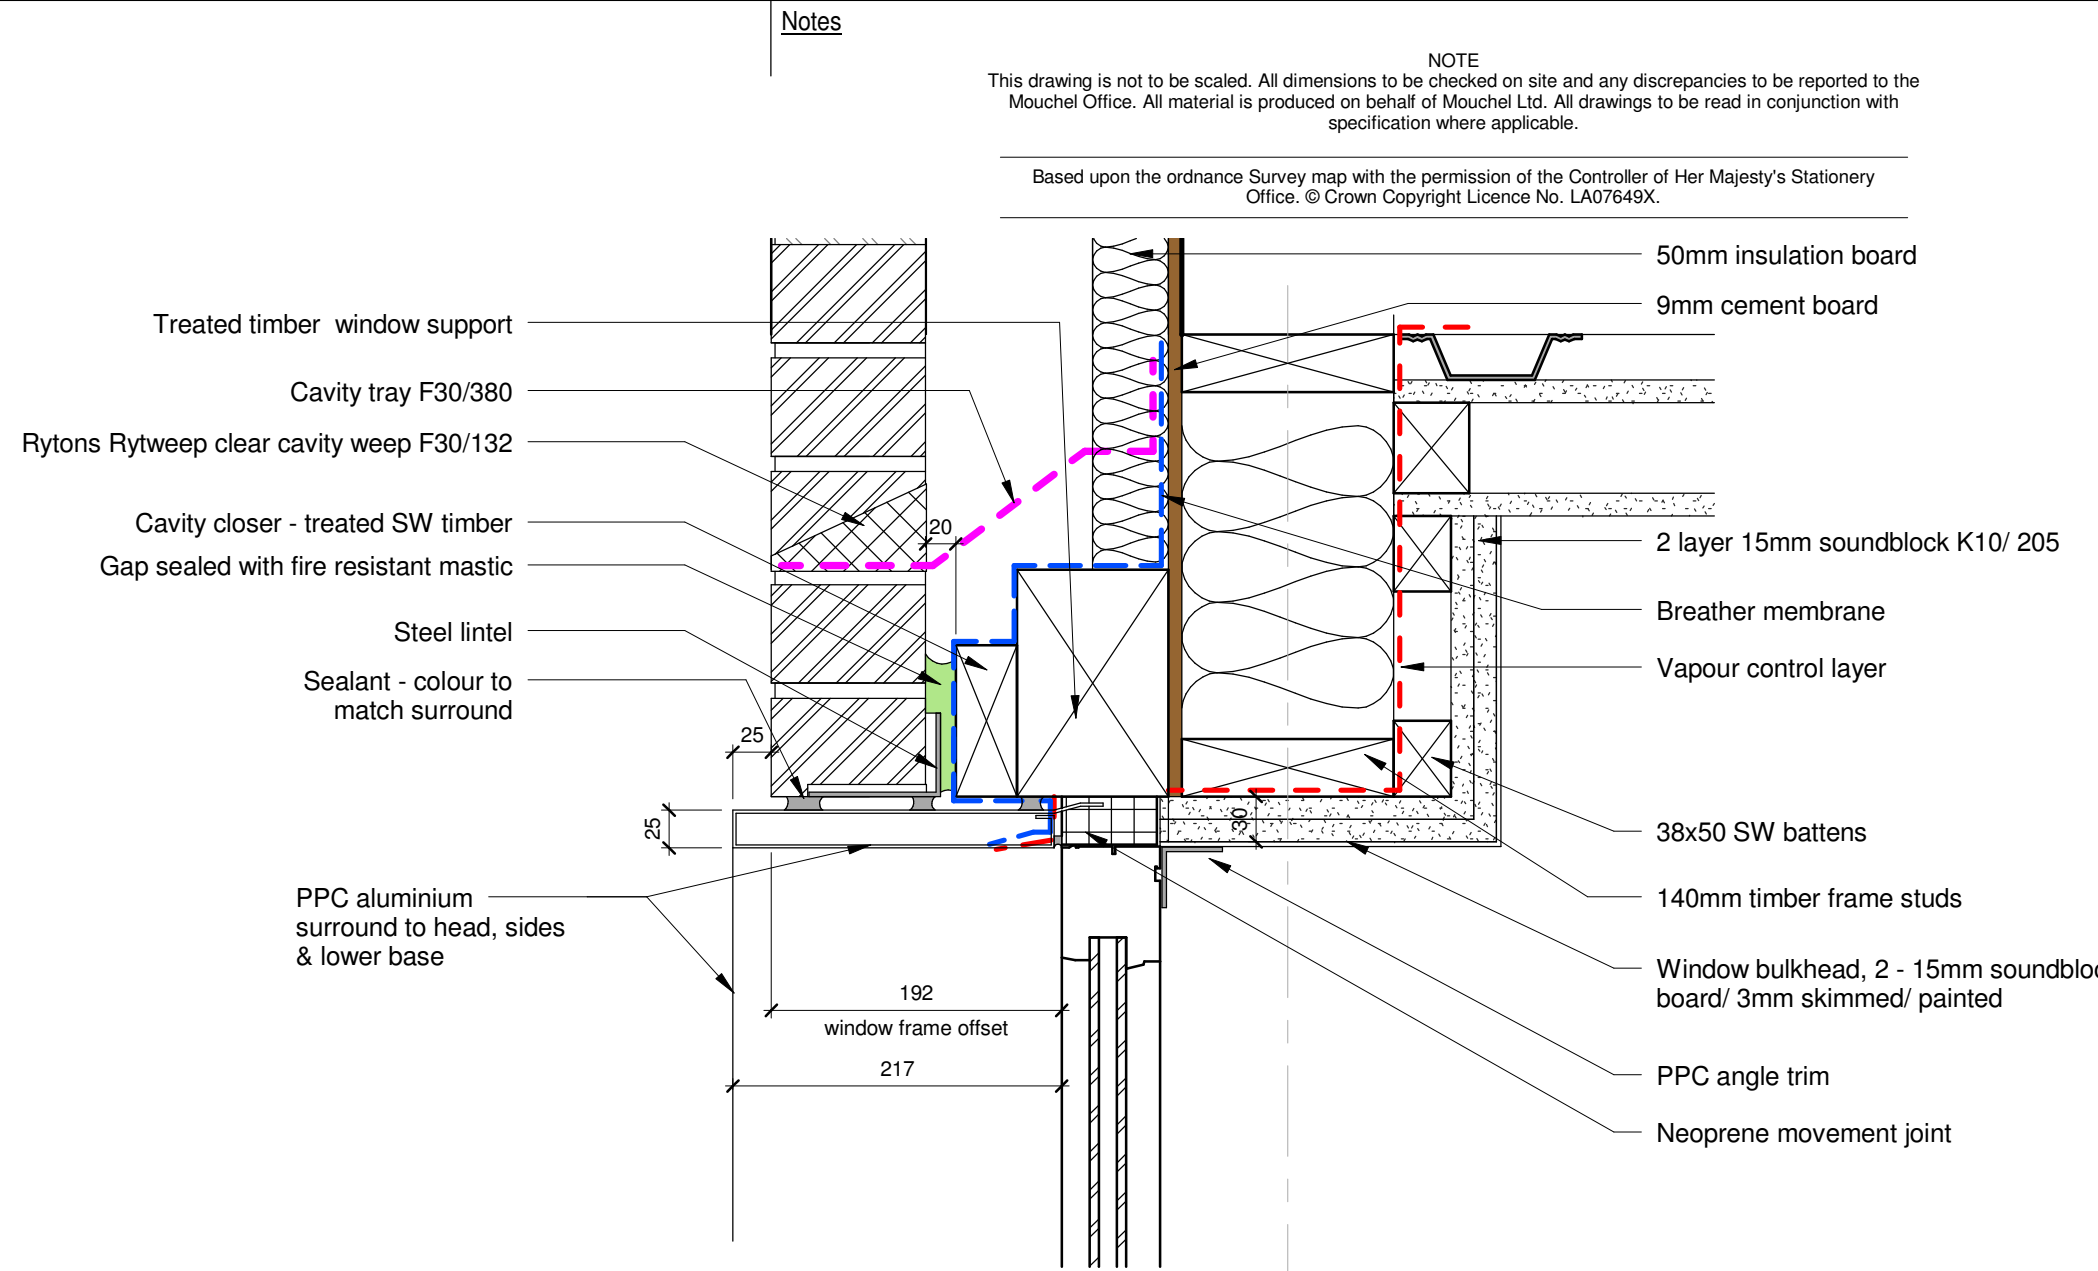 Notes
NOTE
This drawing is not to be scaled. All dimensions to be checked on site and any discrepancies to be reported to the
Mouchel Office. All material is produced on behalf of Mouchel Ltd. All drawings to be read in conjunction with
specification where applicable.
Based upon the ordnance Survey map with the permission of the Controller of Her Majesty's Stationery
Office. © Crown Copyright Licence No. LA07649X.
Treated timber  window support
Cavity tray F30/380
Rytons Rytweep clear cavity weep F30/132
Cavity closer - treated SW timber
Gap sealed with fire resistant mastic
Steel lintel
Sealant - colour to
match surround
PPC aluminium
surround to head, sides
& lower base
20
25
25
30
192
window frame offset
217
50mm insulation board
9mm cement board
2 layer 15mm soundblock K10/ 205
Breather membrane
Vapour control layer
38x50 SW battens
140mm timber frame studs
Window bulkhead, 2 - 15mm soundbloc
board/ 3mm skimmed/ painted
PPC angle trim
Neoprene movement joint